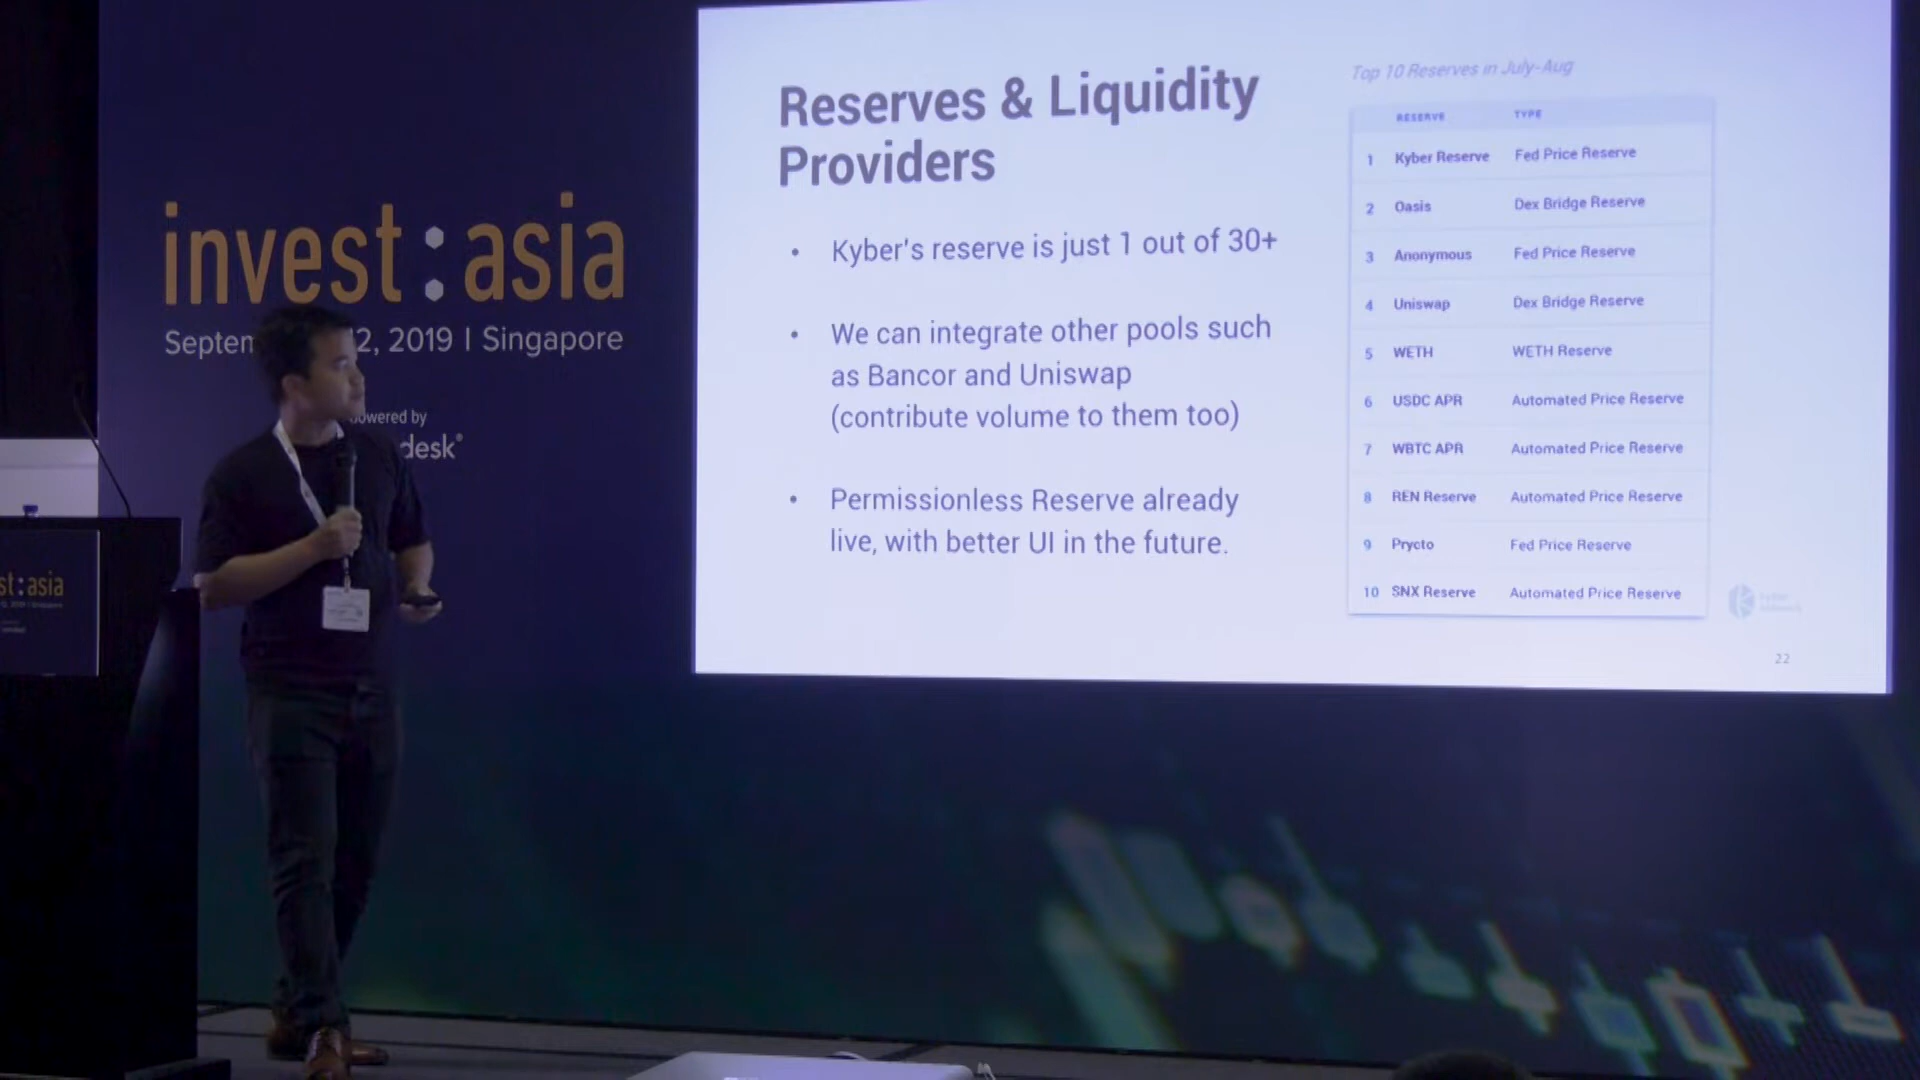 invest:asia
Septem 2, 2019 | Singapore
powered by
desk
Reserves & Liquidity
Providers
• Kyber's reserve is just 1 out of 30+
• We can integrate other pools such
as Bancor and Uniswap
(contribute volume to them too)
• Permissionless Reserve already
live, with better UI in the future.
Top 10 Reserves in July-Aug
RESERVE TYPE
1 Kyber Reserve Fed Price Reserve
2 Oasis Dex Bridge Reserve
3 Anonymous Fed Price Reserve
4 Uniswap Dex Bridge Reserve
5 WETH WETH Reserve
6 USDC APR Automated Price Reserve
7 WBTC APR Automated Price Reserve
8 REN Reserve Automated Price Reserve
9 Prycto Fed Price Reserve
10 SNX Reserve Automated Price Reserve
22
st:asia